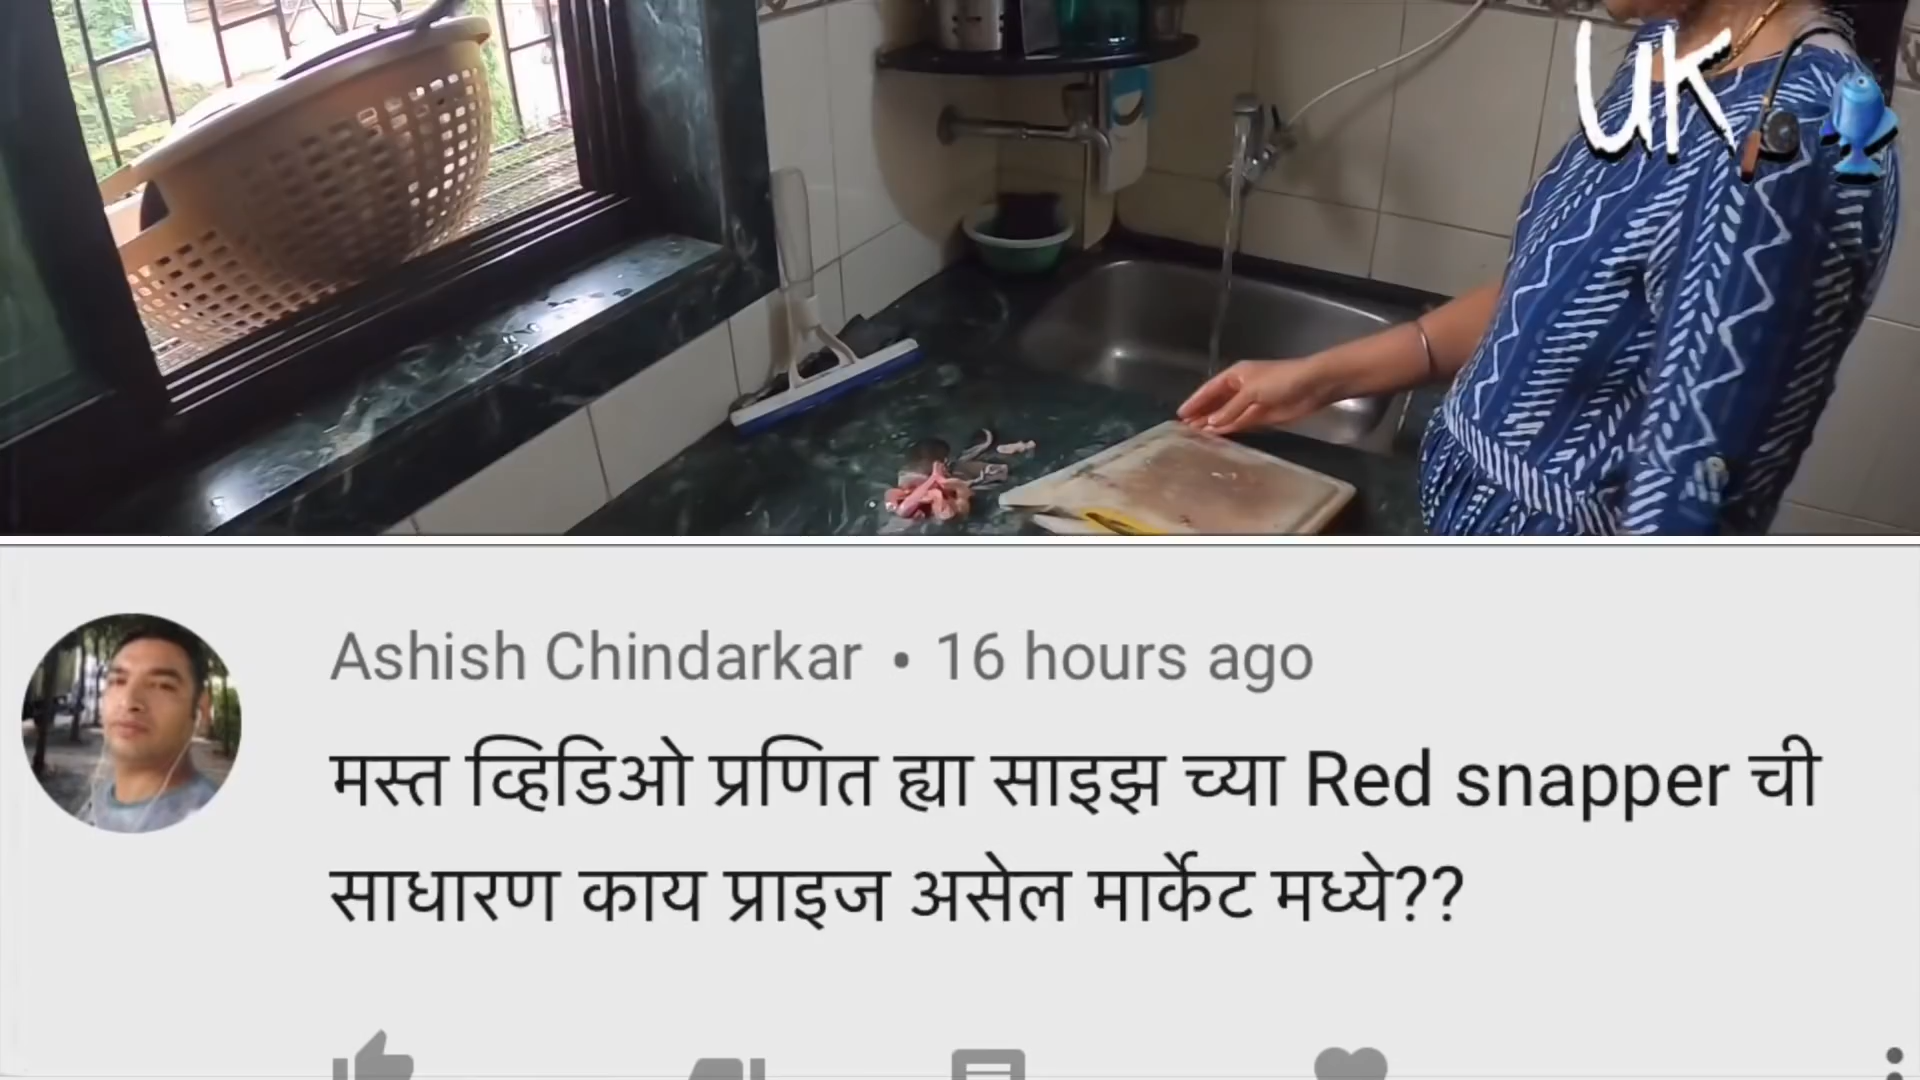 UK
Ashish Chindarkar • 16 hours ago
मस्त व्हिडिओ प्रणित ह्या साइझ च्या Red snapper ची
साधारण काय प्राइज असेल मार्केट मध्ये??